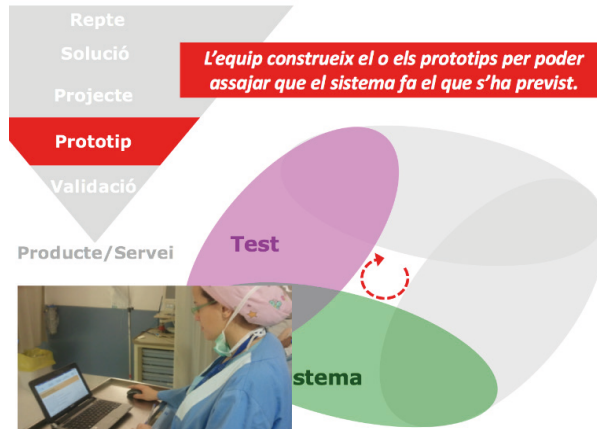 Repte
Solució
Projecte
Prototip
Validació
Producte/Servei
L'equip construeix el o els prototips per poder
assajar que el sistema fa el que s'ha previst.
Test
stema